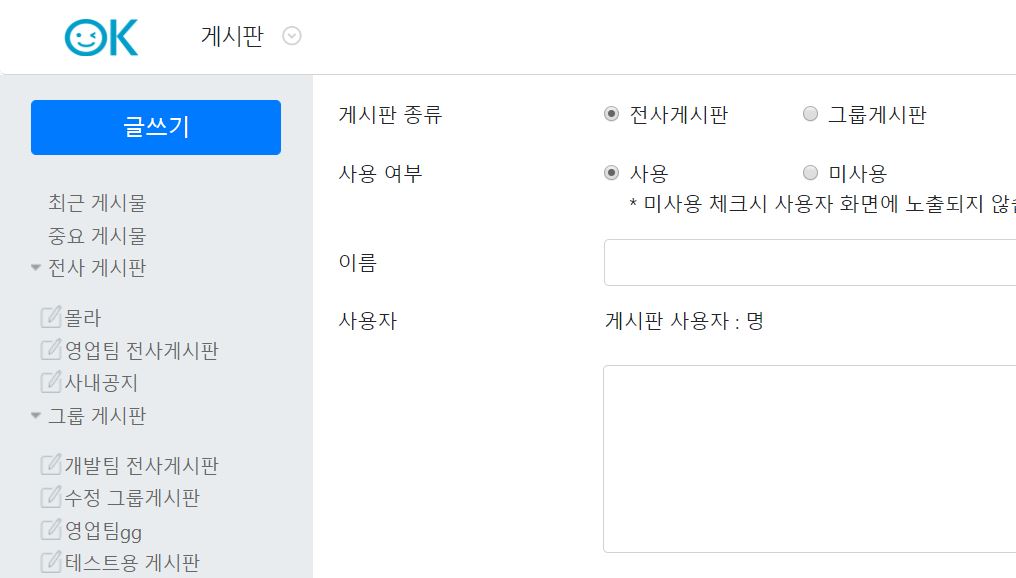 OK 게시판
글쓰기
최근 게시물
중요 게시물
전사 게시판
몰라
영업팀 전사게시판
사내공지
그룹 게시판
개발팀 전사게시판
수정 그룹게시판
영업팀gg
테스트용 게시판
게시판 종류 전사게시판 그룹게시판
사용 여부 사용 미사용
* 미사용 체크시 사용자 화면에 노출되지
이름
사용자 게시판 사용자 : 명